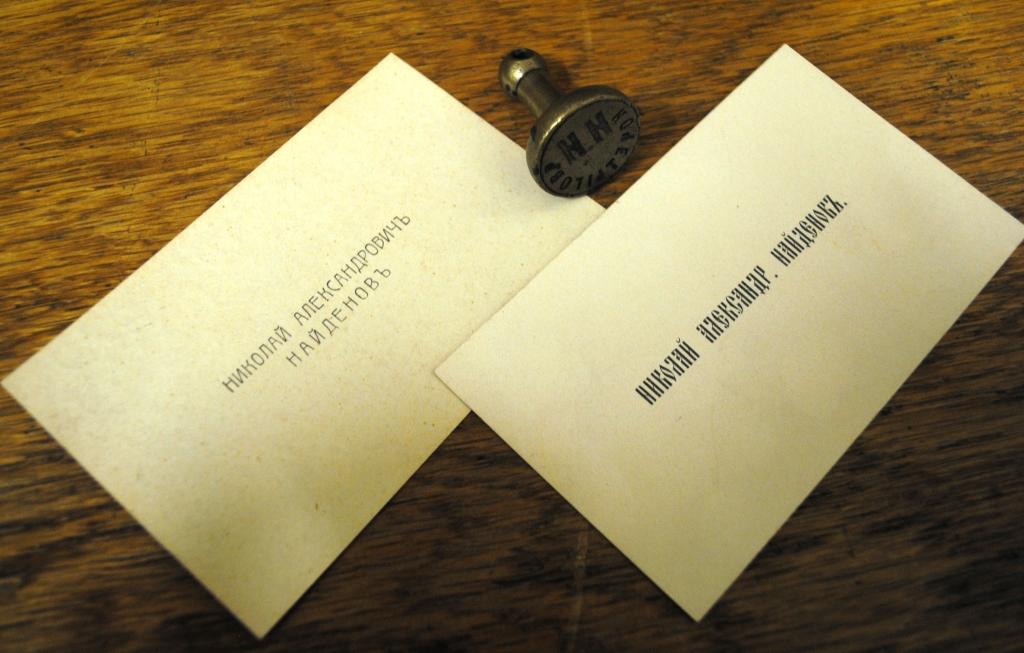 НИКОЛАЙ АЛЕКСАНДРОВИЧЪ
НАЙДЕНОВЪ
НИКОЛАЙ АЛЕКСАНДР. НАЙДЕНОВЪ.